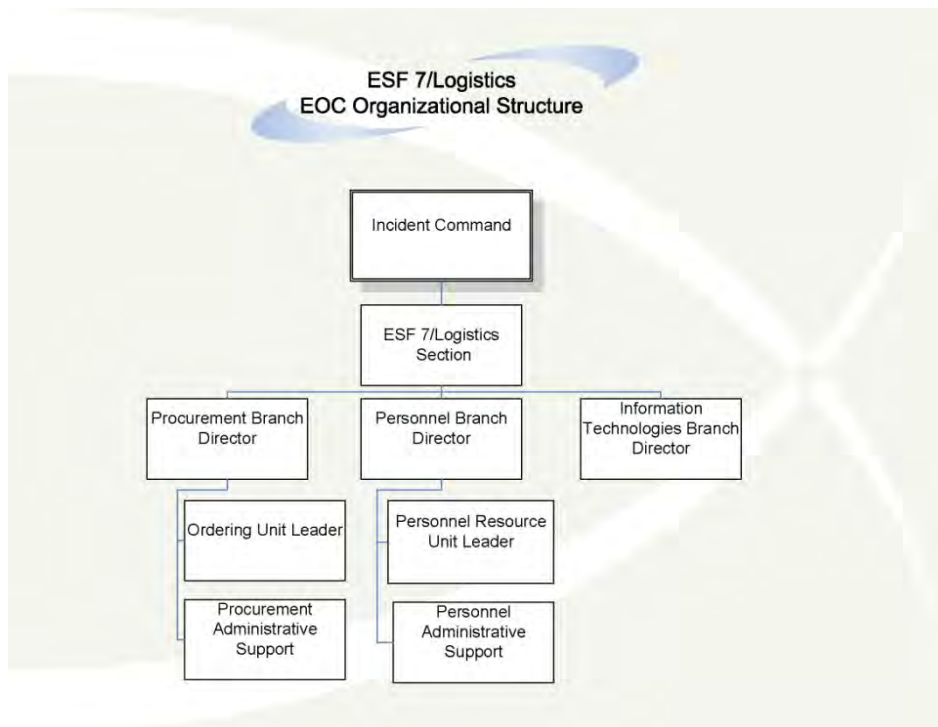 ESF 7/Logistics
EOC Organizational Structure
Incident Command
ESF 7/Logistics
Section
Procurement Branch
Director
Personnel Branch
Director
Information
Technologies Branch
Director
Ordering Unit Leader
Personnel Resource
Unit Leader
Procurement
Administrative
Support
Personnel
Administrative
Support